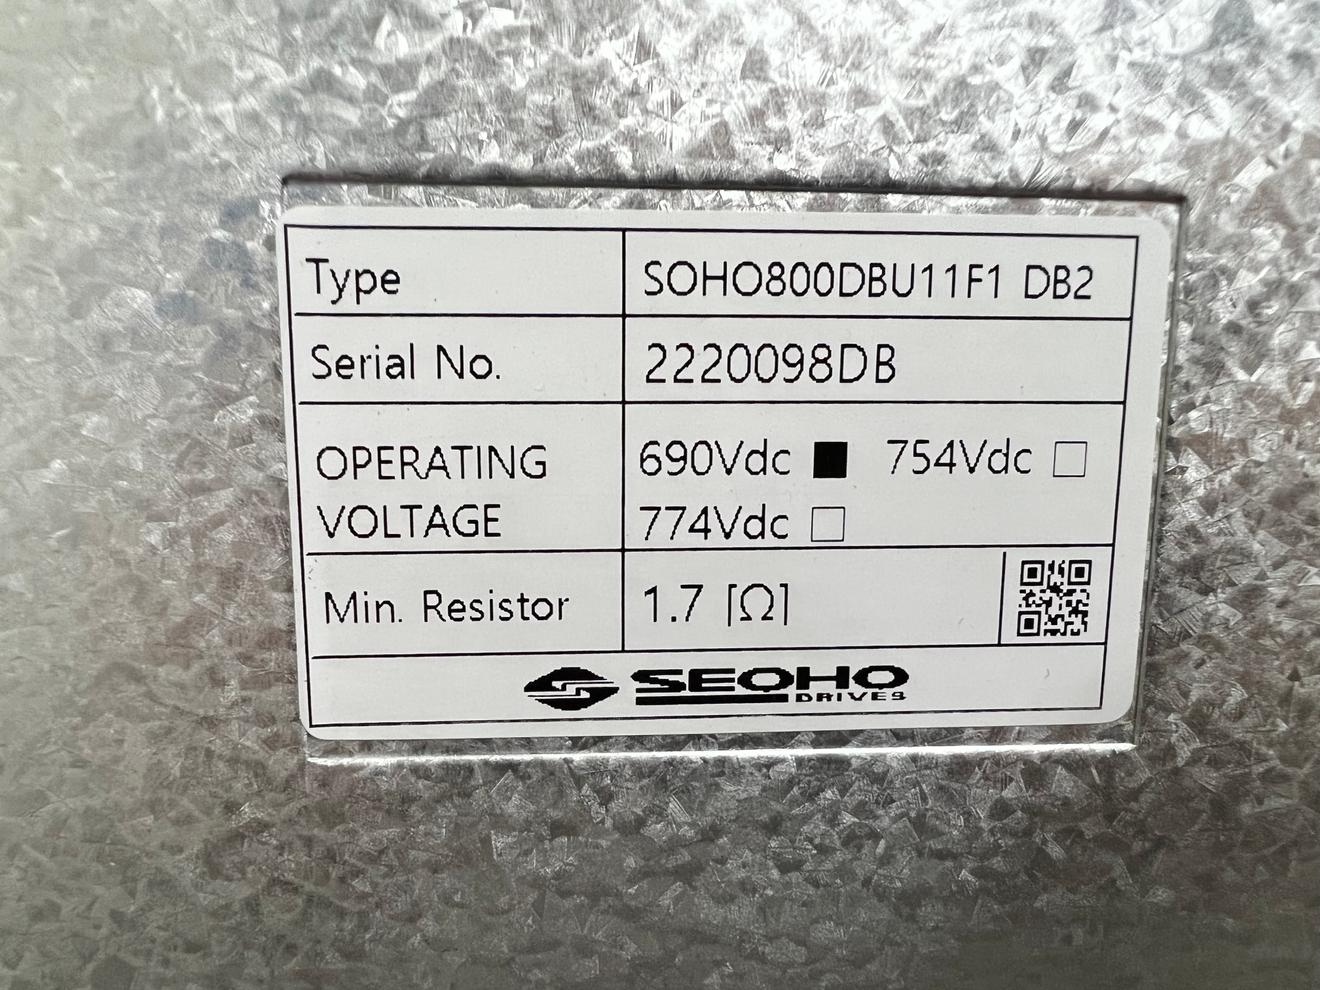 Type SOHO800DBU11F1 DB2
Serial No. 2220098DB
OPERATING VOLTAGE 690Vdc ■ 754Vdc □
774Vdc □
Min. Resistor 1.7 [Ω]
SEOHO
DRIVES